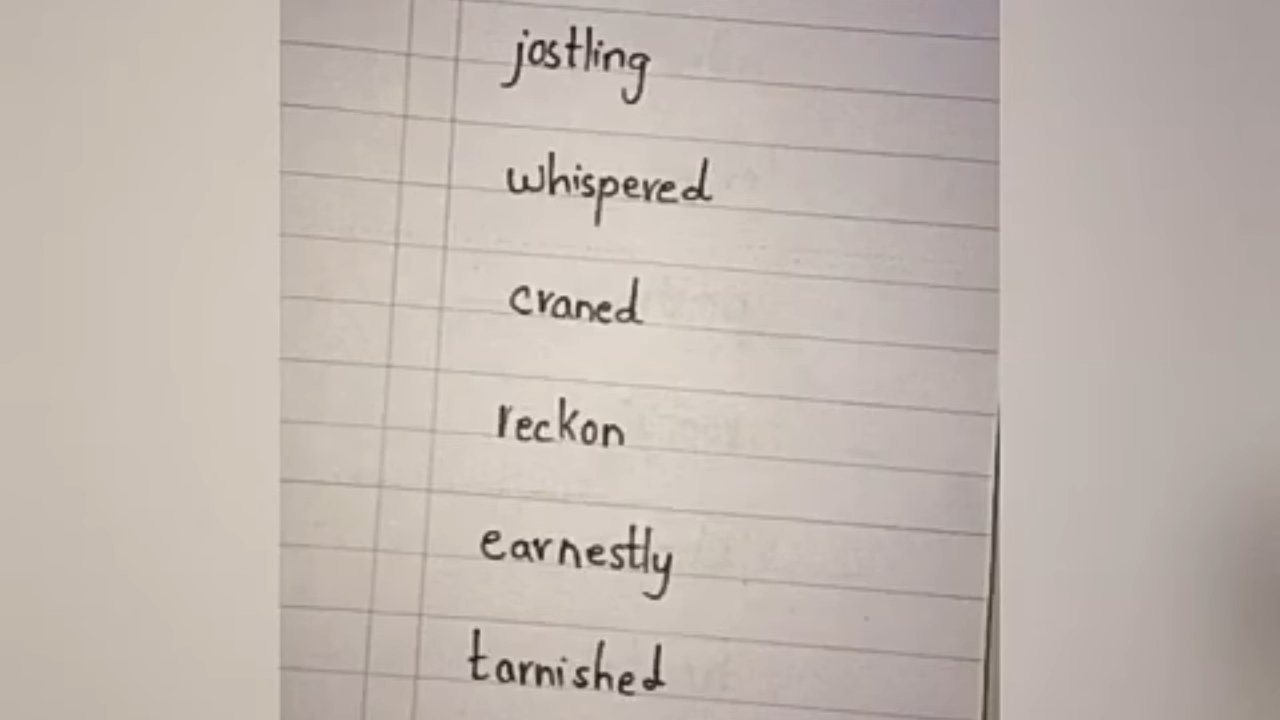 jostling
whispered
craned
reckon
earnestly
tarnished